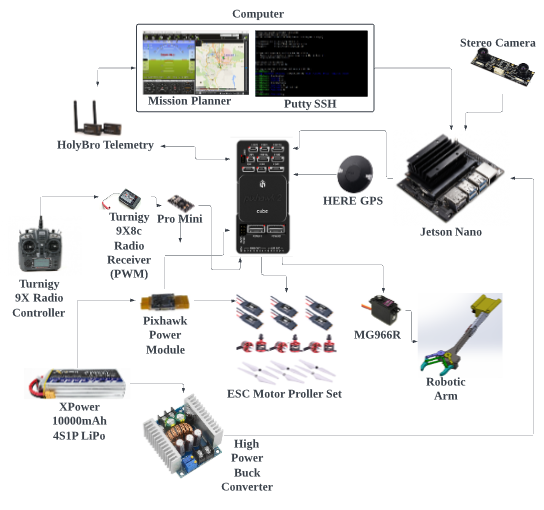 Computer
Stereo Camera
Mission Planner
Putty SSH
HolyBro Telemetry
cube
HERE GPS
Jetson Nano
Turnigy
9X8c
Radio
Receiver
(PWM)
Pro Mini
Turnigy
9X Radio
Controller
Pixhawk
Power
Module
MG966R
ESC Motor Proller Set
Robotic
Arm
XPower
10000mAh
4S1P LiPo
High
Power
Buck
Converter